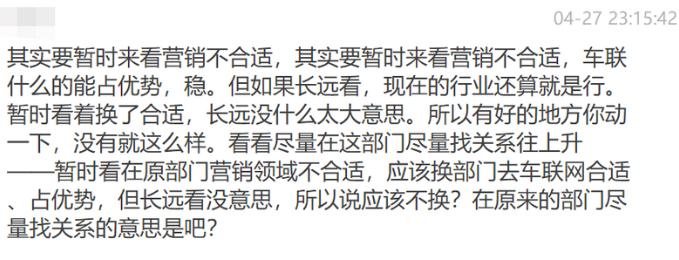 04-27 23:15:42
其实要暂时来看营销不合适，其实要暂时来看营销不合适，车联
什么的能占优势，稳。但如果长远看，现在的行业还算就是行。
暂时看着换了合适，长远没什么太大意思。所以有好的地方你动
一下，没有就这么样。看看尽量在这部门尽量找关系往上升
——暂时看在原部门营销领域不合适，应该换部门去车联网合适
、占优势，但长远看没意思，所以说应该不换？在原来的部门尽
量找关系的意思是吧？